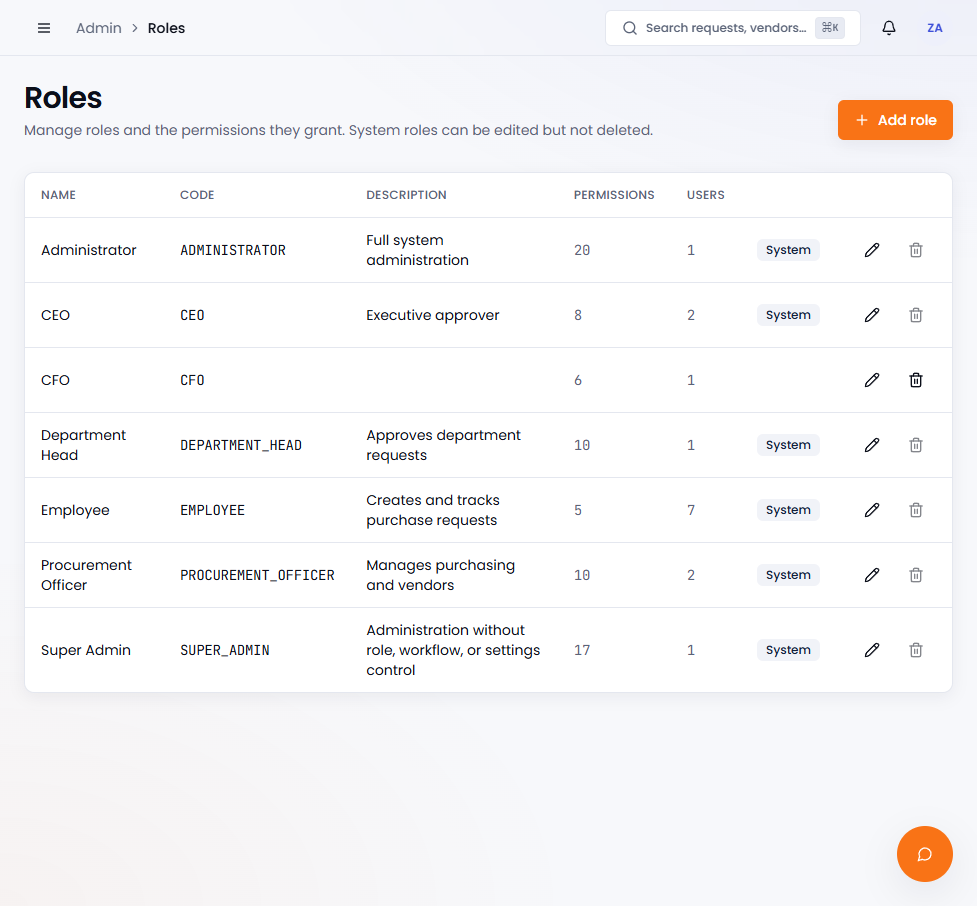 Admin > Roles
Search requests, vendors... ⌘K
ZA
Roles
Manage roles and the permissions they grant. System roles can be edited but not deleted.
+ Add role
NAME CODE DESCRIPTION PERMISSIONS USERS
Administrator ADMINISTRATOR Full system administration 20 1 System
CEO CEO Executive approver 8 2 System
CFO CFO 6 1
Department Head DEPARTMENT_HEAD Approves department requests 10 1 System
Employee EMPLOYEE Creates and tracks purchase requests 5 7 System
Procurement Officer PROCUREMENT_OFFICER Manages purchasing and vendors 10 2 System
Super Admin SUPER_ADMIN Administration without role, workflow, or settings control 17 1 System